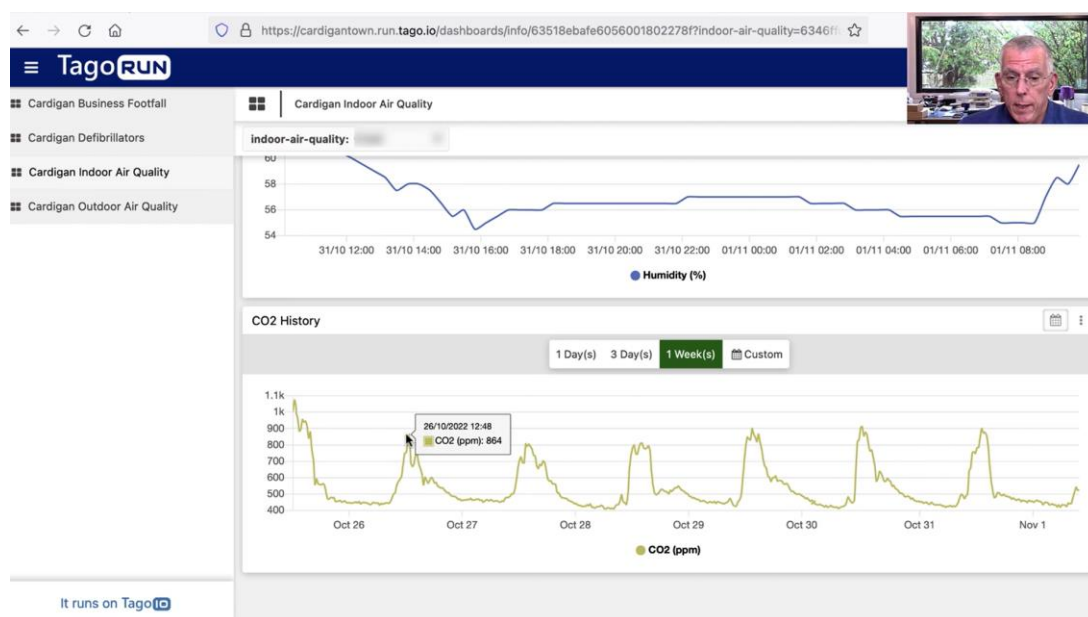 https://cardigantown.run.tago.io/dashboards/info/63518ebafe6056001802278f?indoor-air-quality=6346f
TagoRUN
Cardigan Business Footfall
Cardigan Defibrillators
Cardigan Indoor Air Quality
Cardigan Outdoor Air Quality
Cardigan Indoor Air Quality
indoor-air-quality:
60
58
56
54
31/10 12:00 31/10 14:00 31/10 16:00 31/10 18:00 31/10 20:00 31/10 22:00 01/11 00:00 01/11 02:00 01/11 04:00 01/11 06:00 01/11 08:00
Humidity (%)
CO2 History
1 Day(s) 3 Day(s) 1 Week(s) Custom
1.1k
1k
900
800
700
600
500
400
26/10/2022 12:48
CO2 (ppm): 864
Oct 26 Oct 27 Oct 28 Oct 29 Oct 30 Oct 31 Nov 1
CO2 (ppm)
It runs on TagoIO